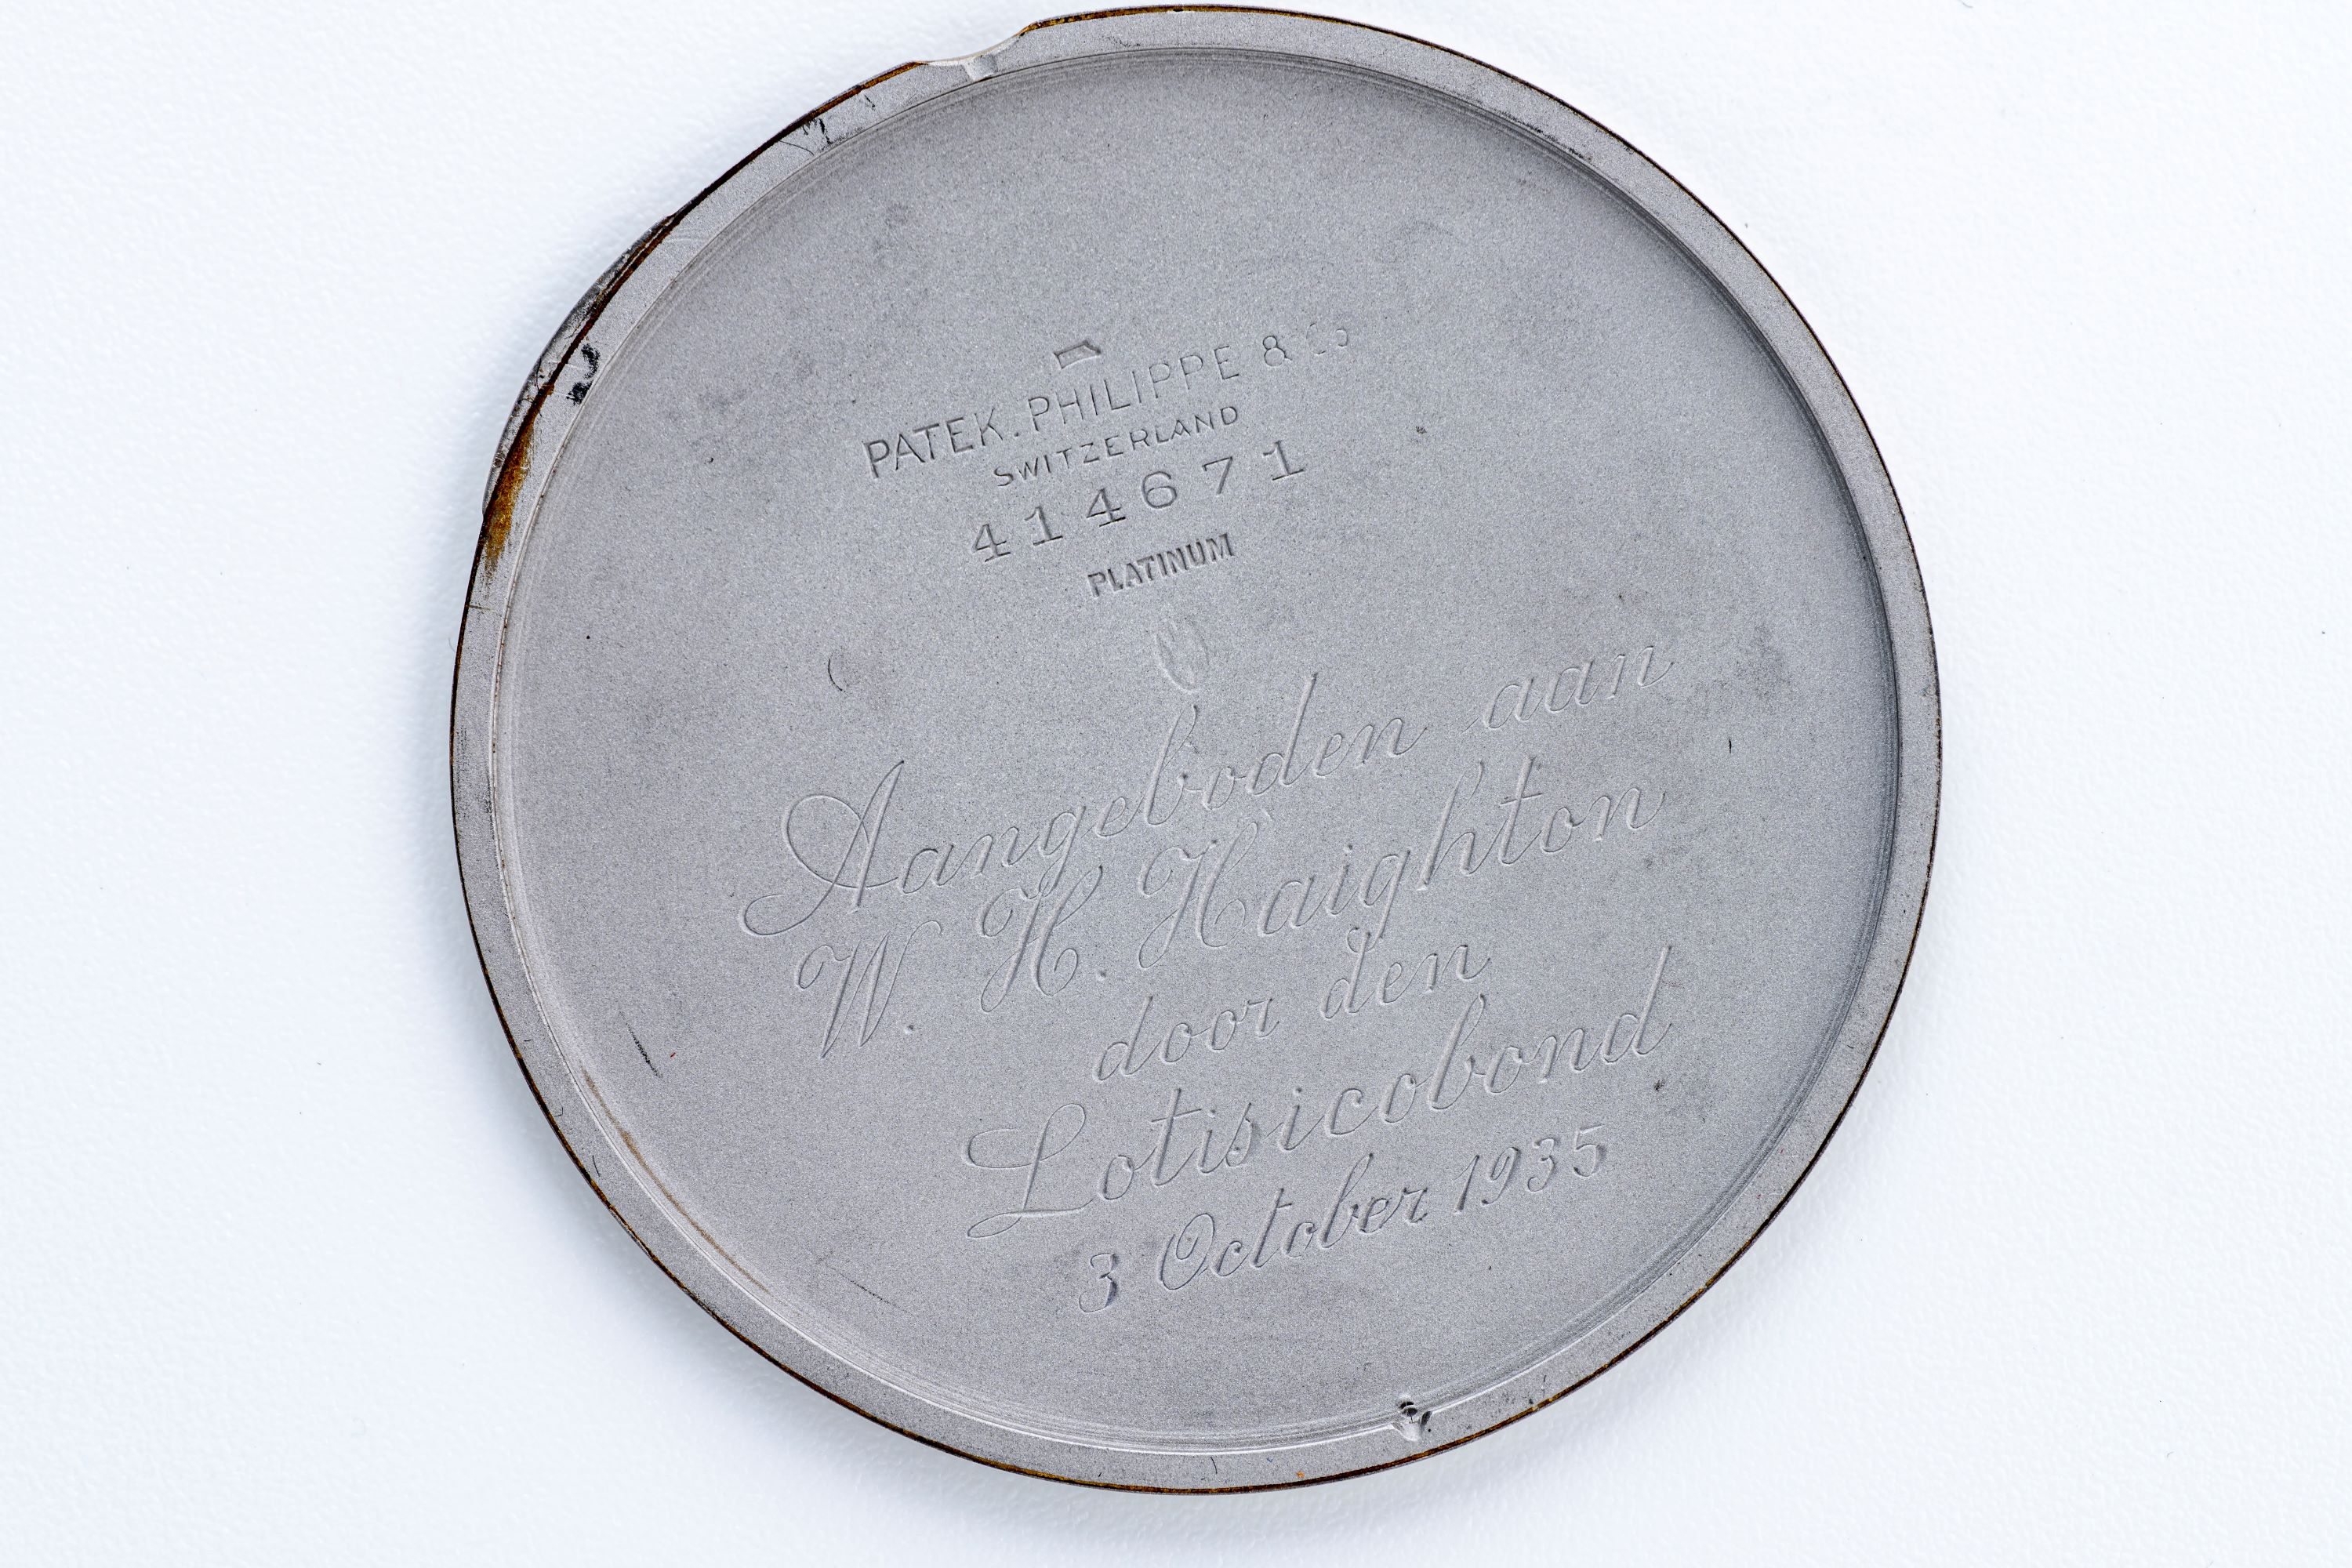 PATEK. PHILIPPE & Co
SWITZERLAND
414671
PLATINUM
Aangeboden aan
W. H. Haighton
door den
Lotisicobond
3 October 1935